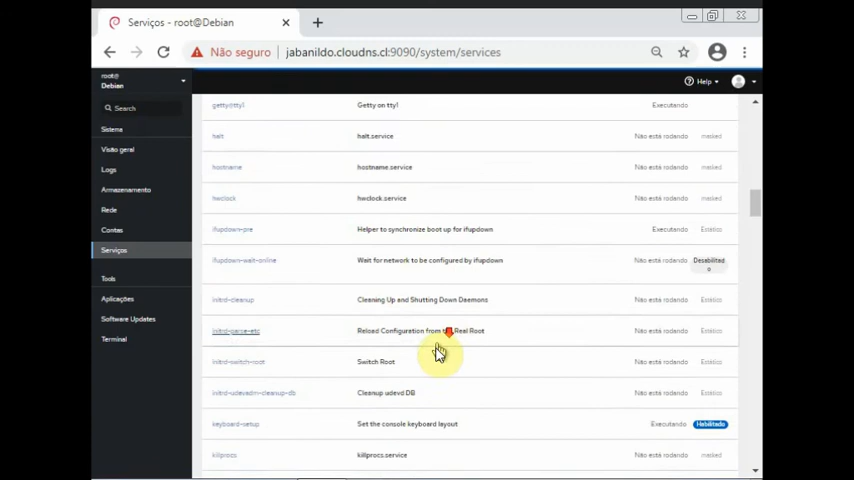 Serviços - root@Debian
Não seguro
jabanildo.cloudns.cl:9090/system/services
root@
Debian
Help
Search
Sistema
Visão geral
Logs
Armazenamento
Rede
Contas
Serviços
Tools
Aplicações
Software Updates
Terminal
getty@tty1 Getty on tty1 Executando
halt halt.service Não está rodando masked
hostname hostname.service Não está rodando masked
hwclock hwclock.service Não está rodando masked
ifupdown-pre Helper to synchronize boot up for ifupdown Executando Estático
ifupdown-wait-online Wait for network to be configured by ifupdown Não está rodando Desabilitad
o
initrd-cleanup Cleaning Up and Shutting Down Daemons Não está rodando Estático
initrd-parse-etc Reload Configuration from the Real Root Não está rodando Estático
initrd-switch-root Switch Root Não está rodando Estático
initrd-udevadm-cleanup-db Cleanup udevd DB Não está rodando Estático
keyboard-setup Set the console keyboard layout Executando Habilitado
killprocs killprocs.service Não está rodando masked